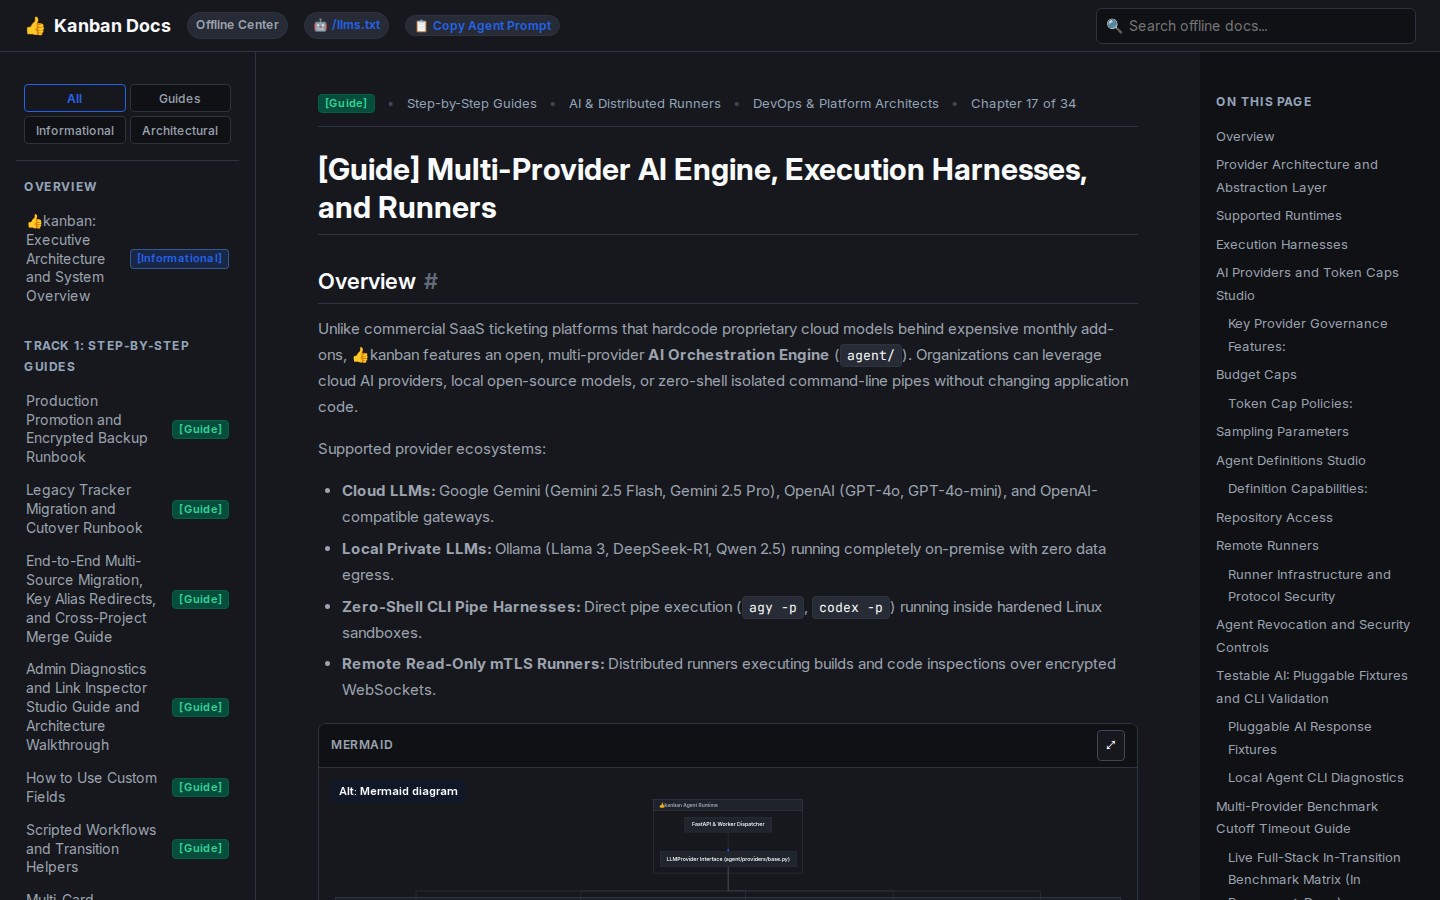 👍 Kanban Docs
Offline Center
🤖 /llms.txt
📋 Copy Agent Prompt
🔍 Search offline docs...
All
Guides
Informational
Architectural
OVERVIEW
👍kanban:
Executive
Architecture
and System
Overview
[Informational]
TRACK 1: STEP-BY-STEP
GUIDES
Production
Promotion and
Encrypted Backup
Runbook
[Guide]
Legacy Tracker
Migration and
Cutover Runbook
[Guide]
End-to-End Multi-
Source Migration,
Key Alias Redirects,
and Cross-Project
Merge Guide
[Guide]
Admin Diagnostics
and Link Inspector
Studio Guide and
Architecture
Walkthrough
[Guide]
How to Use Custom
Fields
[Guide]
Scripted Workflows
and Transition
Helpers
[Guide]
Multi-Card
[Guide] • Step-by-Step Guides • AI & Distributed Runners • DevOps & Platform Architects • Chapter 17 of 34
[Guide] Multi-Provider AI Engine, Execution Harnesses,
and Runners
Overview #
Unlike commercial SaaS ticketing platforms that hardcode proprietary cloud models behind expensive monthly add-
ons, 👍kanban features an open, multi-provider AI Orchestration Engine (agent/). Organizations can leverage
cloud AI providers, local open-source models, or zero-shell isolated command-line pipes without changing application
code.
Supported provider ecosystems:
• Cloud LLMs: Google Gemini (Gemini 2.5 Flash, Gemini 2.5 Pro), OpenAI (GPT-4o, GPT-4o-mini), and OpenAI-
compatible gateways.
• Local Private LLMs: Ollama (Llama 3, DeepSeek-R1, Qwen 2.5) running completely on-premise with zero data
egress.
• Zero-Shell CLI Pipe Harnesses: Direct pipe execution (agy -p, codex -p) running inside hardened Linux
sandboxes.
• Remote Read-Only mTLS Runners: Distributed runners executing builds and code inspections over encrypted
WebSockets.
MERMAID
⤢
Alt: Mermaid diagram
👍kanban Agent Runtime
FastAPI & Worker Dispatcher
LLMProvider Interface (agent/providers/base.py)
ON THIS PAGE
Overview
Provider Architecture and
Abstraction Layer
Supported Runtimes
Execution Harnesses
AI Providers and Token Caps
Studio
Key Provider Governance
Features:
Budget Caps
Token Cap Policies:
Sampling Parameters
Agent Definitions Studio
Definition Capabilities:
Repository Access
Remote Runners
Runner Infrastructure and
Protocol Security
Agent Revocation and Security
Controls
Testable AI: Pluggable Fixtures
and CLI Validation
Pluggable AI Response
Fixtures
Local Agent CLI Diagnostics
Multi-Provider Benchmark
Cutoff Timeout Guide
Live Full-Stack In-Transition
Benchmark Matrix (In